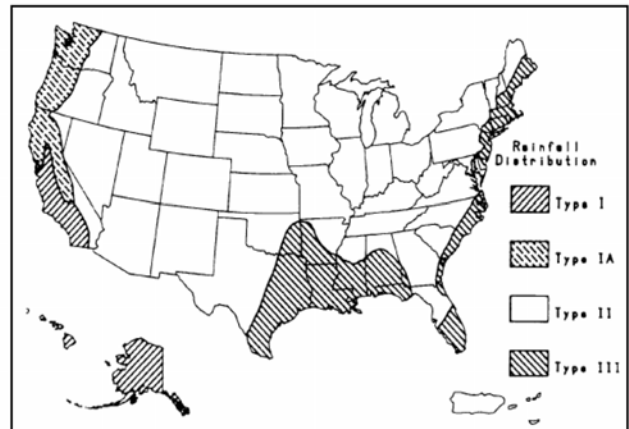 Rainfall
Distribution
Type I
Type IA
Type II
Type III